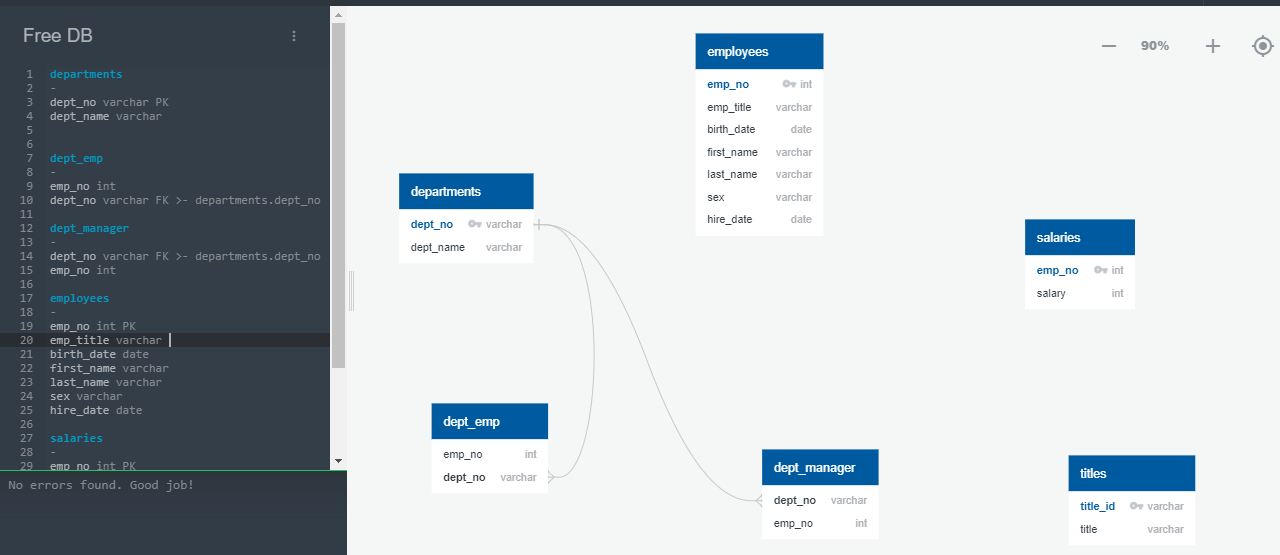 Free DB
1 departments
2 -
3 dept_no varchar PK
4 dept_name varchar
5
6
7 dept_emp
8 -
9 emp_no int
10 dept_no varchar FK >- departments.dept_no
11
12 dept_manager
13 -
14 dept_no varchar FK >- departments.dept_no
15 emp_no int
16
17 employees
18 -
19 emp_no int PK
20 emp_title varchar
21 birth_date date
22 first_name varchar
23 last_name varchar
24 sex varchar
25 hire_date date
26
27 salaries
28 -
29 emp_no int PK
No errors found. Good job!
90%
employees
emp_no int
emp_title varchar
birth_date date
first_name varchar
last_name varchar
sex varchar
hire_date date
departments
dept_no varchar
dept_name varchar
salaries
emp_no int
salary int
dept_emp
emp_no int
dept_no varchar
dept_manager
dept_no varchar
emp_no int
titles
title_id varchar
title varchar